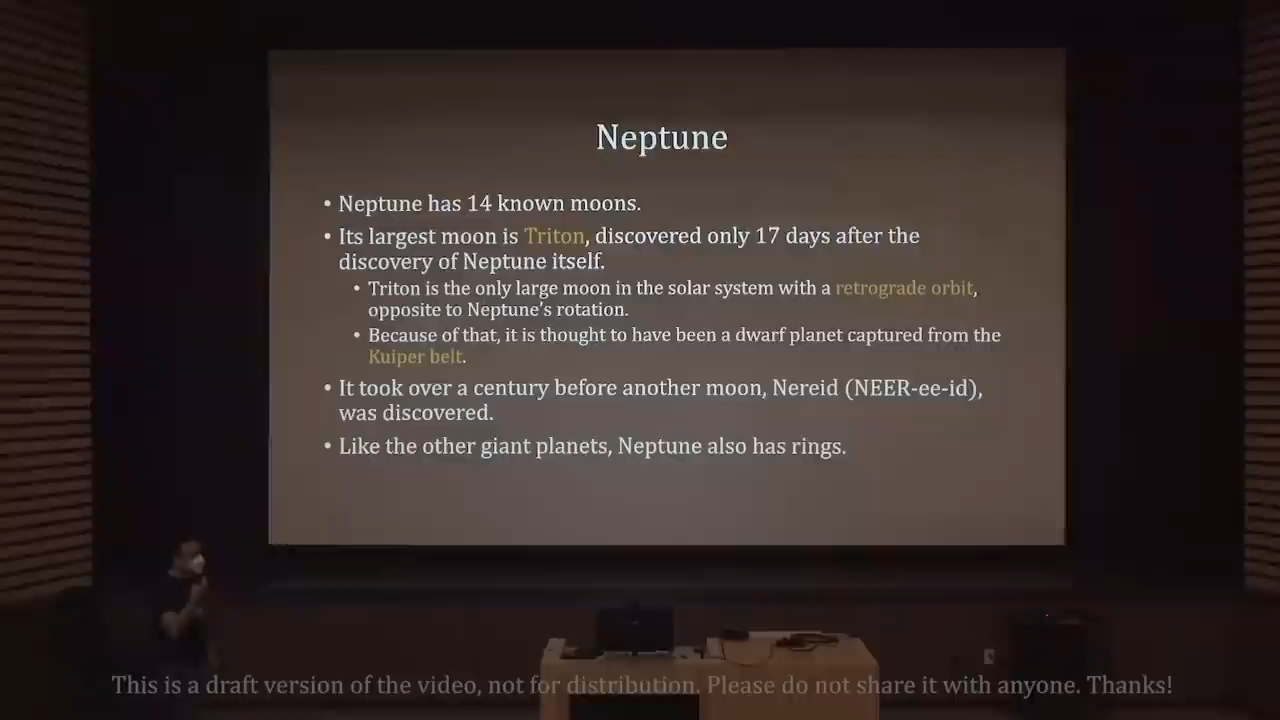 Neptune
• Neptune has 14 known moons.
• Its largest moon is Triton, discovered only 17 days after the
discovery of Neptune itself.
• Triton is the only large moon in the solar system with a retrograde orbit,
opposite to Neptune's rotation.
• Because of that, it is thought to have been a dwarf planet captured from the
Kuiper belt.
• It took over a century before another moon, Nereid (NEER-ee-id),
was discovered.
• Like the other giant planets, Neptune also has rings.
This is a draft version of the video, not for distribution. Please do not share it with anyone. Thanks!